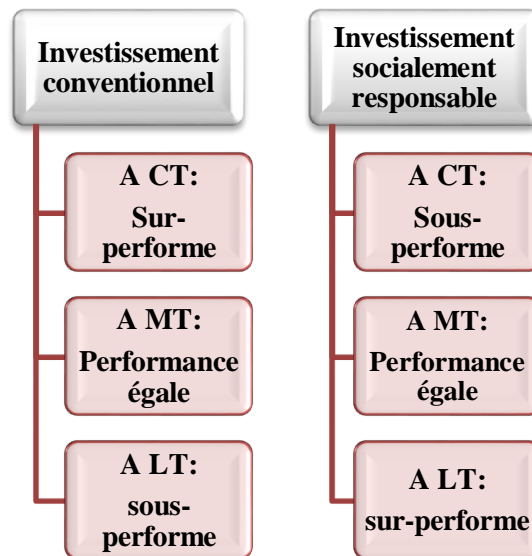 Investissement
conventionnel
A CT:
Sur-
performe
A MT:
Performance
égale
A LT:
sous-
performe
Investissement
socialement
responsable
A CT:
Sous-
performe
A MT:
Performance
égale
A LT:
sur-performe